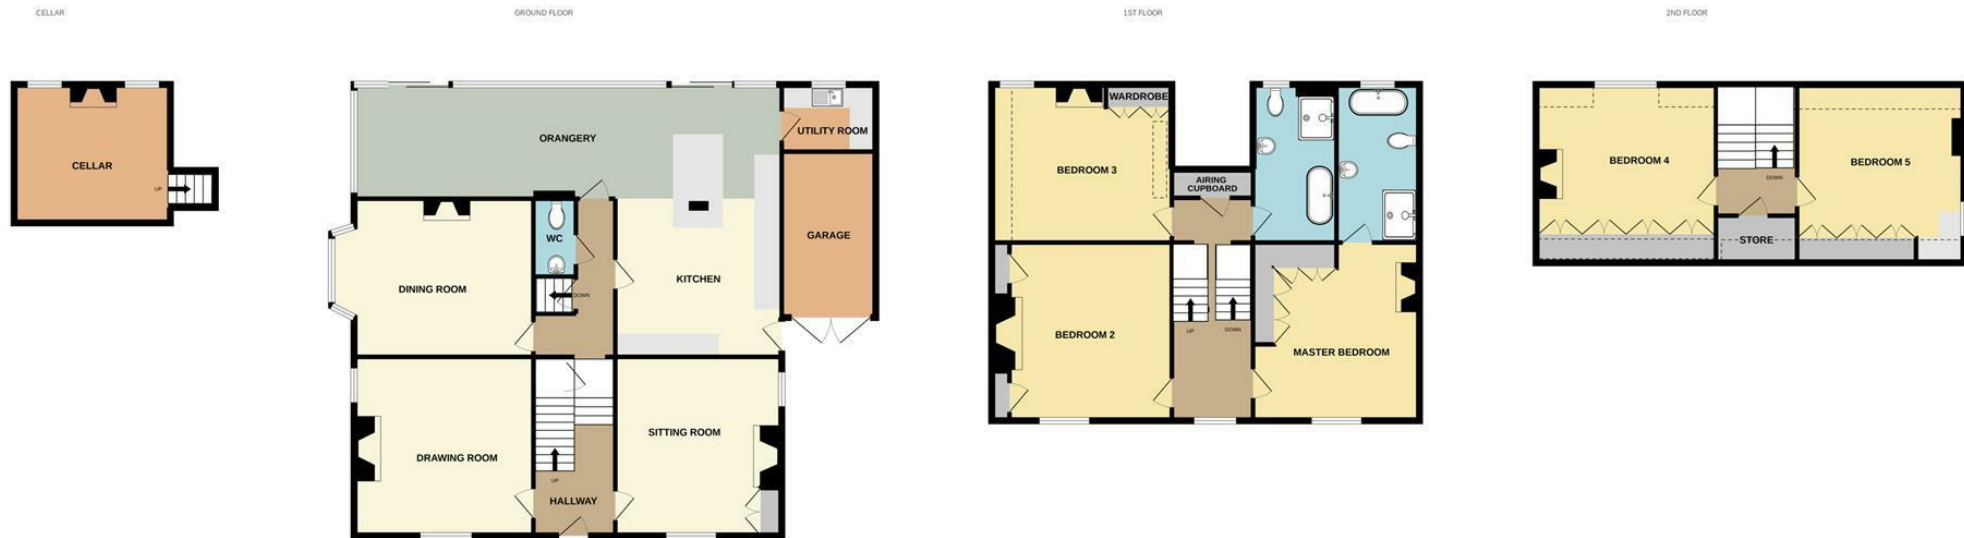 CELLAR
GROUND FLOOR
1ST FLOOR
2ND FLOOR
CELLAR
UP
ORANGERY
UTILITY ROOM
WC
GARAGE
DINING ROOM
DOWN
KITCHEN
DRAWING ROOM
UP
HALLWAY
SITTING ROOM
WARDROBE
BEDROOM 3
AIRING
CUPBOARD
BEDROOM 2
UP
DOWN
MASTER BEDROOM
BEDROOM 4
DOWN
BEDROOM 5
STORE